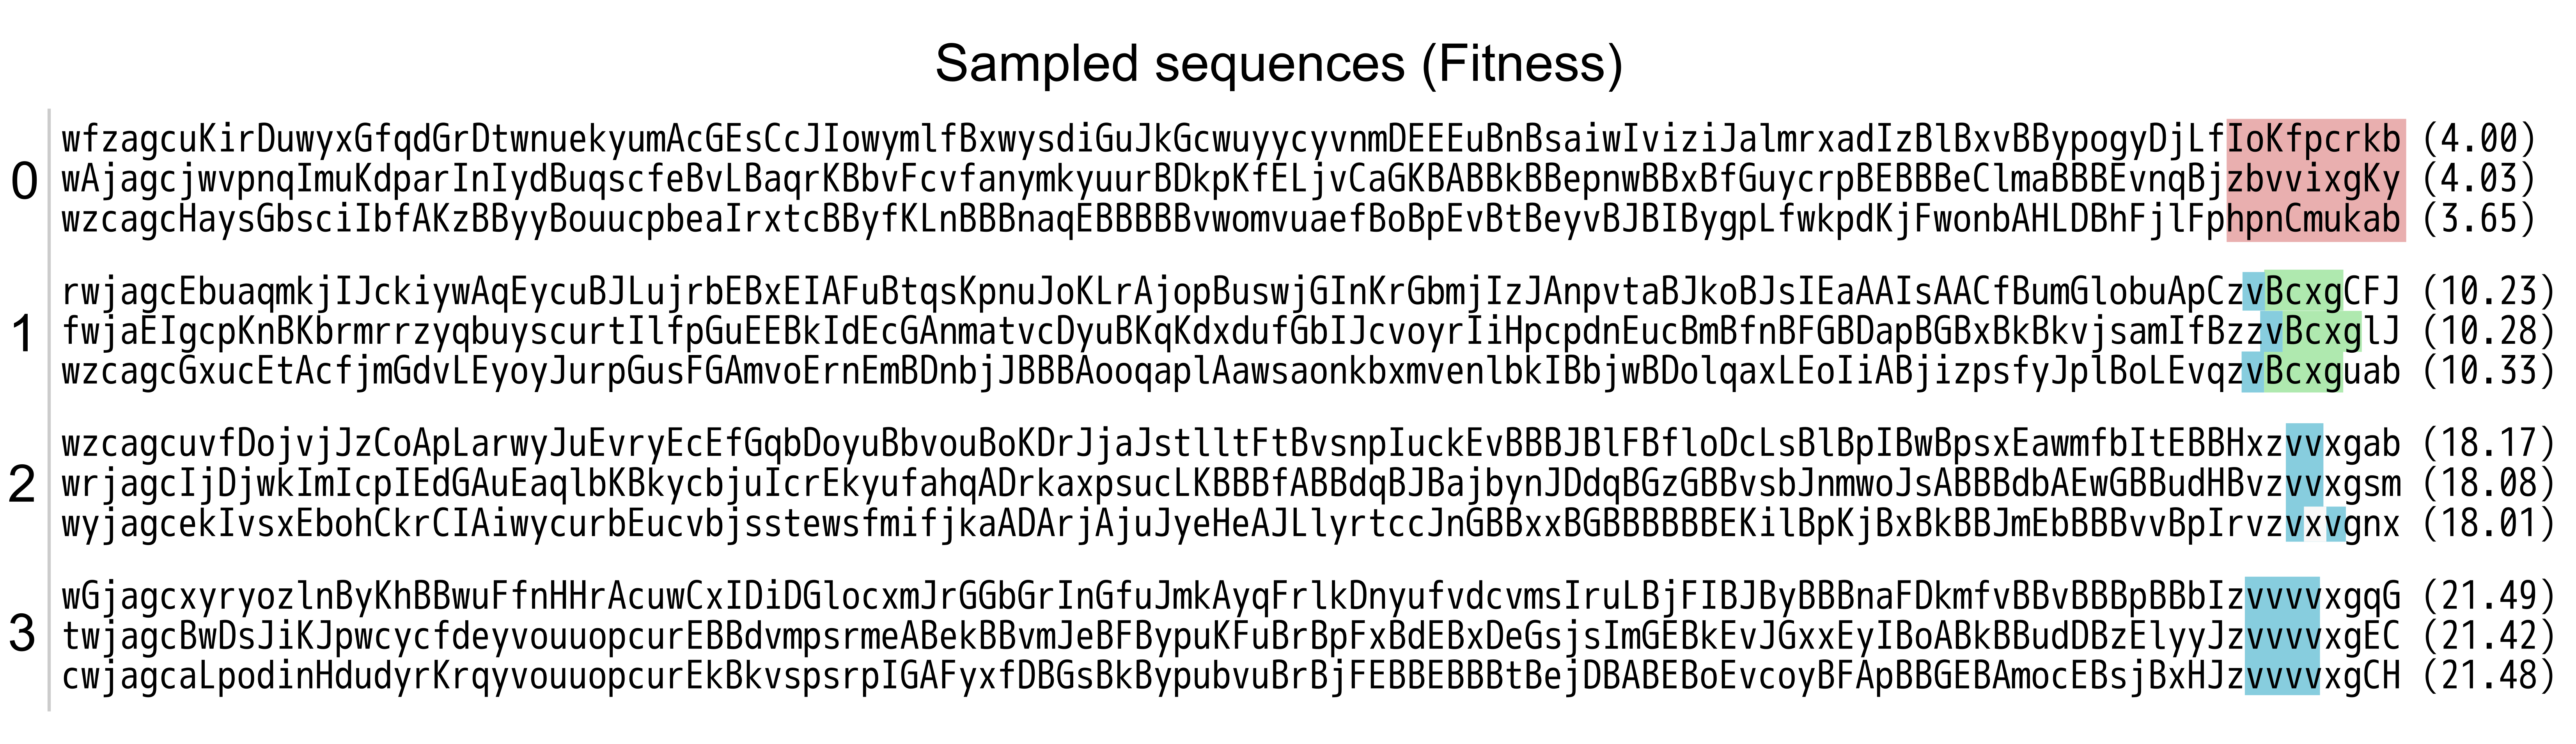 Sampled sequences (Fitness)
0
wfzagcuKirDuwyxGfqdGrDtwnuekyumAcGEsCcJIowymlfBxwysdiGuJkGcwuyycyvnmDEEEuBnBsaiwIviziJalmrxadIzBlBxvBBypogyDjLfIoKfpcrkb (4.00)
wAjagcjwvpnqImuKdparInIydBuqscfeBvLBaqrKBbvFcvfanymkyuurBDkpKfELjvCaGKBABBkBBepnwBBxBfGuycrpBEBBBeClmaBBBEvnqBjzbvvixgKy (4.03)
wzcagcHaysGbsciIbfAKzBByyBouucpbeaIrxtcBByfKLnBBBnaqEBBBBBvwomvuaefBoBpEvBtBeyvBJBIBygpLfwkpdKjFwonbAHLDBhFjlFphpnCmukab (3.65)
1
rwjagcEbuaqmkjIJckiywAqEycuBJLujrbEBxEIAFuBtqsKpnuJoKLrAjopBuswjGInKrGbmjIzJAnpvtaBJkoBJsIEaAAIsAACfBumGlobuApCzvBcxgCFJ (10.23)
fwjaEIgcpKnBKbrmrrzyqbuyscurtIlfpGuEEBkIdEcGAnmatvcDyuBKqKdxdufGbIJcvoyrIiHpcpdnEucBmBfnBFGBDapBGBxBkBkvjsamIfBzzvBcxglJ (10.28)
wzcagcGxucEtAcfjmGdvLEyoyJurpGusFGAmvoErnEmBDnbjJBBBAooqaplAawsaonkbxmvenlbkIBbjwBDolqaxLEoIiABjizpsfyJplBoLEvqzvBcxguab (10.33)
2
wzcagcuvfDojvjJzCoApLarwyJuEvryEcEfGqbDoyuBbvouBoKDrJjaJstlltFtBvsnpIuckEvBBBJBlFBfloDcLsBlBpIBwBpsxEawmfbItEBBHxzvvxgab (18.17)
wrjagcIjDjwkImIcpIEdGAuEaqlbKBkycbjuIcrEkyufahqADrkaxpsucLKBBBfABBdqBJBajbynJDdqBGzGBBvsbJnmwoJsABBBdbAEwGBBudHBvzvvxgsm (18.08)
wyjagcekIvsxEbohCkrCIAiwycurbEucvbjsstewsfmifjkaADArjAjuJyeHeAJLlyrtccJnGBBxxBGBBBBBBEKilBpKjBxBkBBJmEbBBBvvBpIrvzvxvgnx (18.01)
3
wGjagcxyryozlnByKhBBwuFfnHHrAcuwCxIDiDGlocxmJrGGbGrInGfuJmkAyqFrlkDnyufvdcvmsIruLBjFIBJByBBBnaFDkmfvBBvBBBpBBbIzvvvvxgqG (21.49)
twjagcBwDsJiKJpwcycfdeyvouuopcurEBBdvmpsrmeABekBBvmJeBFBypuKFuBrBpFxBdEBxDeGsjsImGEBkEvJGxxEyIBoABkBBudDBzElyyJzvvvvxgEC (21.42)
cwjagcaLpodinHdudyrKrqyvouuopcurEkBkvspsrpIGAFyxfDBGsBkBypubvuBrBjFEBBEBBBtBejDBABEBoEvcoyBFApBBGEBAmocEBsjBxHJzvvvvxgCH (21.48)